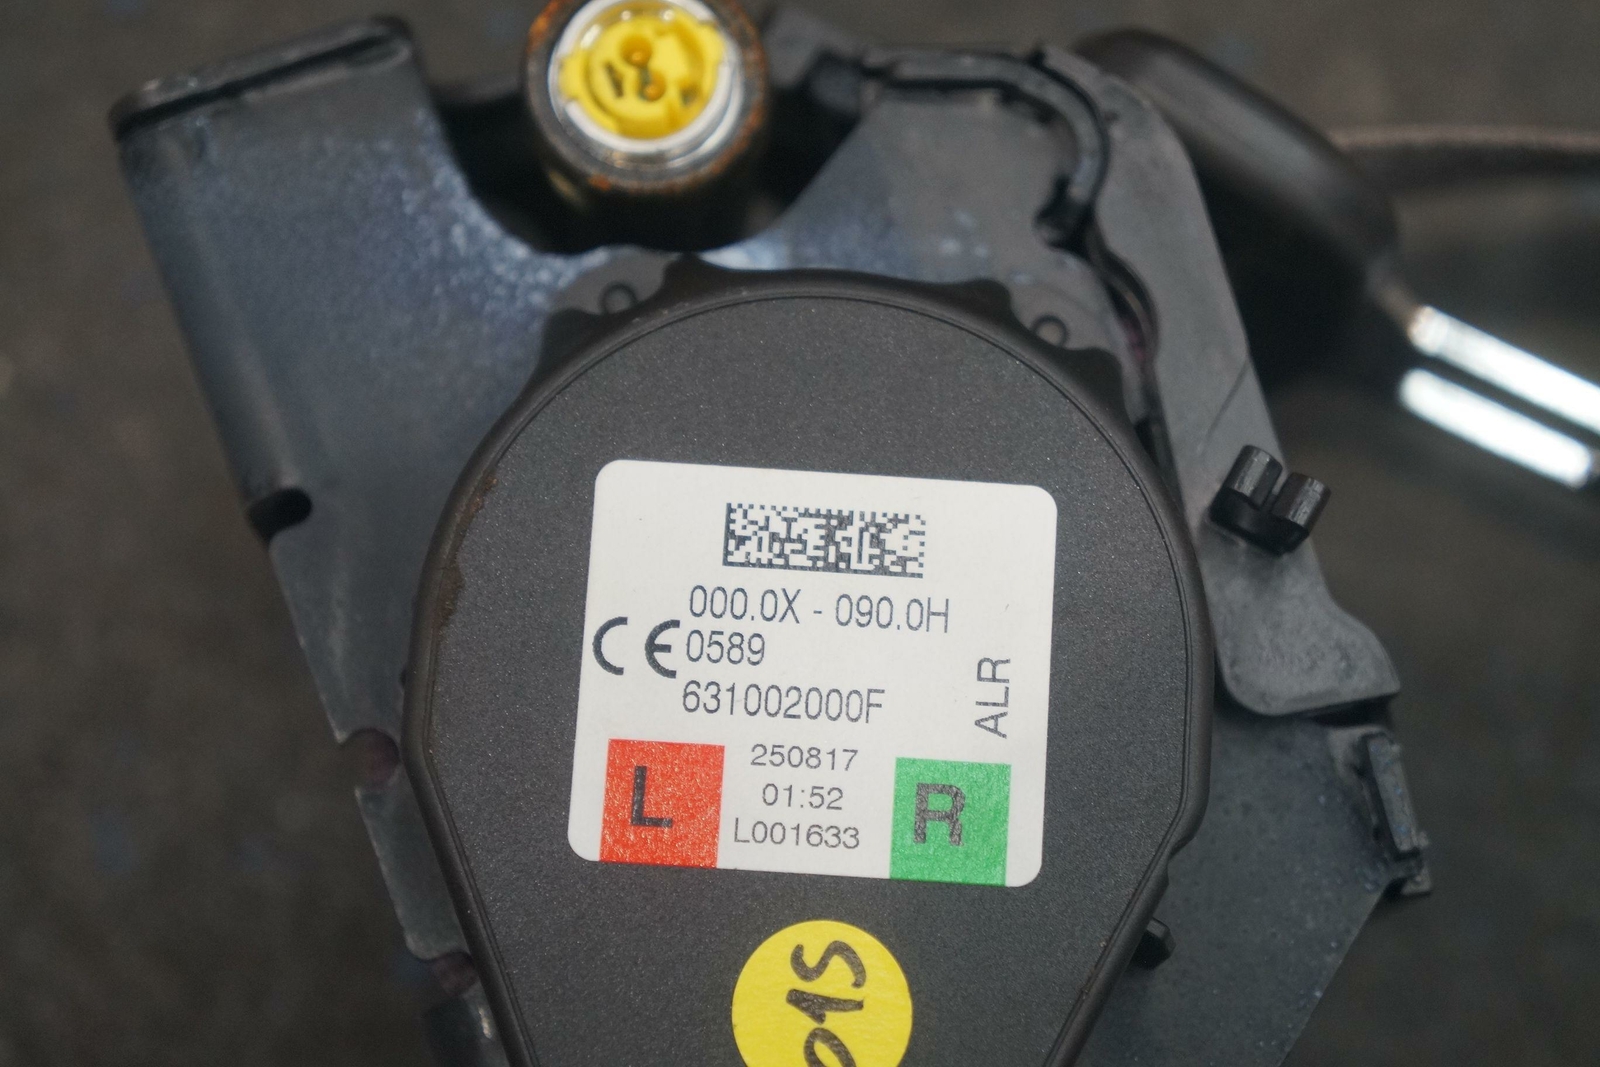 000.0X - 090.0H
CE 0589
631002000F
ALR
L
250817
01:52
L001633
R